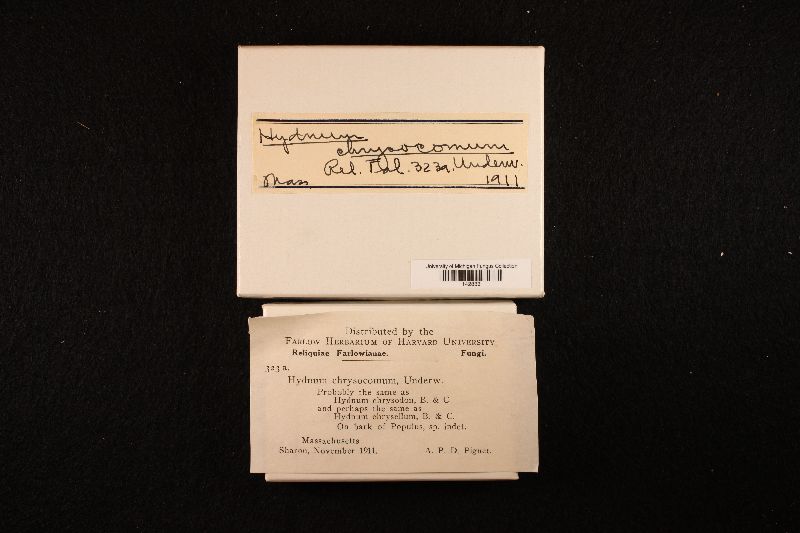 Hydnum
chrysocomum
Rel. Fal. 323a. Underw.
Mass 1911
University of Michigan Fungus Collection
Distributed by the
FARLOW HERBARIUM OF HARVARD UNIVERSITY
Reliquiae Farlowianae. Fungi.
323 a.
Hydnum chrysocomum, Underw.
Probably the same as
Hydnum chrysodon, B. & C
and perhaps the same as
Hydnum chrysellum, B. & C.
On bark of Populus, sp. indet.
Massachusetts
Sharon, November 1911. A. P. D. Piguet.